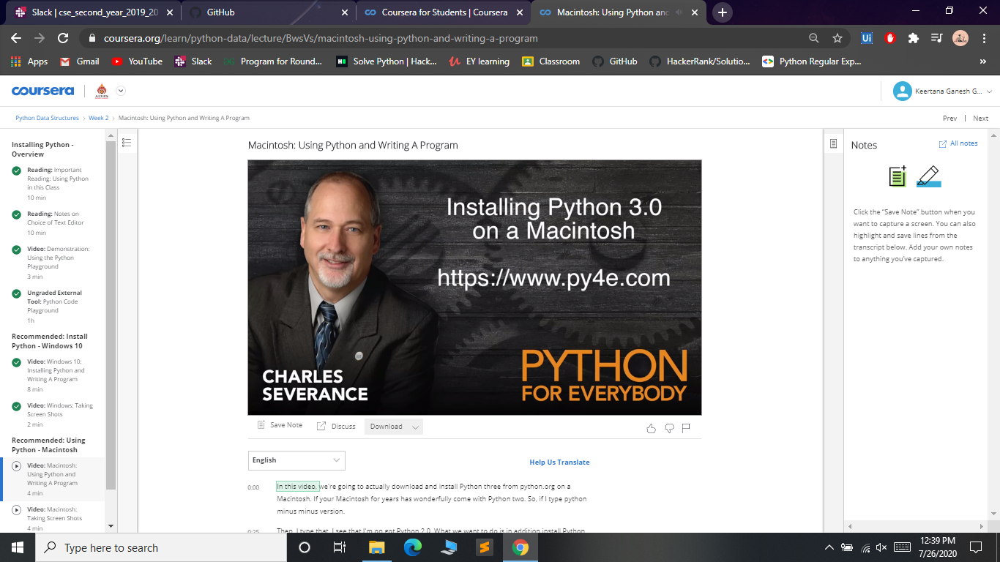 Slack | cse_second_year_2019_20
GitHub
Coursera for Students | Coursera
Macintosh: Using Python and
coursera.org/learn/python-data/lecture/BwsVs/macintosh-using-python-and-writing-a-program
Apps
Gmail
YouTube
Slack
Program for Round...
Solve Python | Hack...
EY learning
Classroom
GitHub
HackerRank/Solutio...
Python Regular Exp...
»
coursera
Keertana Ganesh G...
Python Data Structures > Week 2 > Macintosh: Using Python and Writing A Program
Prev | Next
Installing Python -
Overview
Reading: Important
Reading: Using Python
in this Class
10 min
Reading: Notes on
Choice of Text Editor
10 min
Video: Demonstration:
Using the Python
Playground
3 min
Ungraded External
Tool: Python Code
Playground
1h
Recommended: Install
Python - Windows 10
Video: Windows 10:
Installing Python and
Writing A Program
8 min
Video: Windows: Taking
Screen Shots
2 min
Recommended: Using
Python - Macintosh
Video: Macintosh:
Using Python and
Writing A Program
4 min
Video: Macintosh:
Taking Screen Shots
4 min
Macintosh: Using Python and Writing A Program
Installing Python 3.0
on a Macintosh
https://www.py4e.com
CHARLES
SEVERANCE
PYTHON
FOR EVERYBODY
Save Note
Discuss
Download
English
Help Us Translate
0:00
In this video, we're going to actually download and install Python three from python.org on a
Macintosh. If your Macintosh for years has wonderfully come with Python two. So, if I type python
minus minus version.
0:25
Then, I type that, I see that I'm on got Python 2.0. What we want to do is in addition install Python
Notes
All notes
Click the "Save Note" button when you
want to capture a screen. You can also
highlight and save lines from the
transcript below. Add your own notes
to anything you've captured.
Type here to search
12:39 PM
7/26/2020